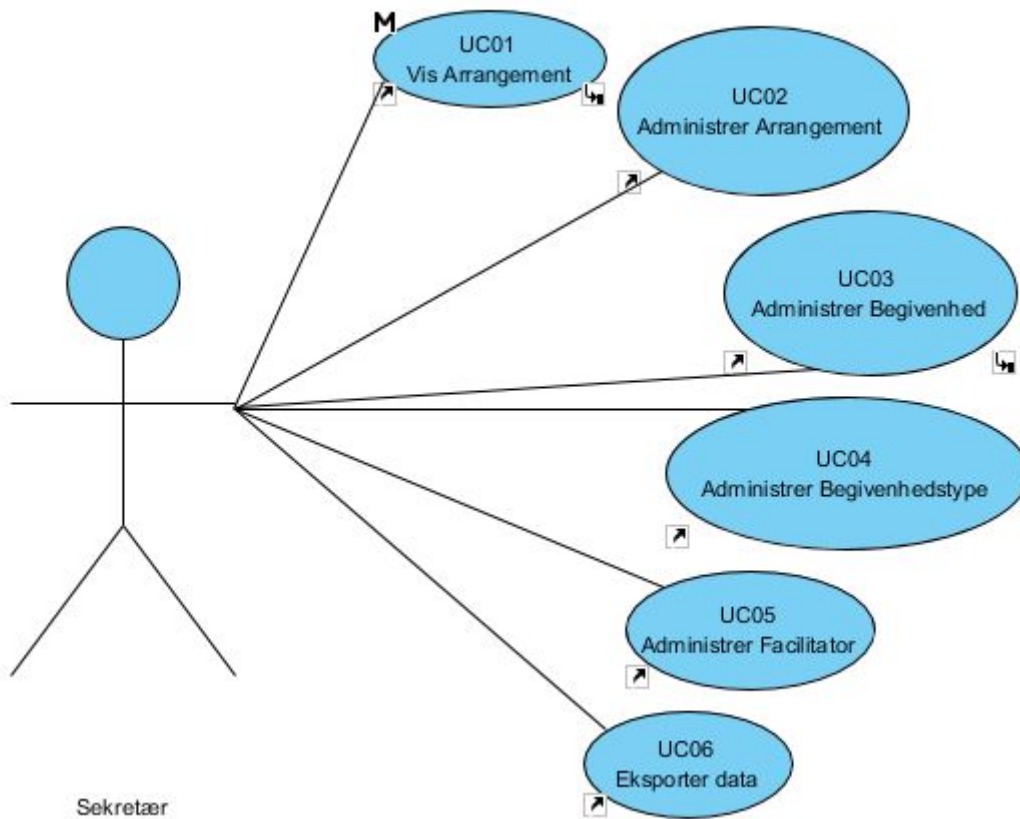 M
UC01
Vis Arrangement
UC02
Administrer Arrangement
UC03
Administrer Begivenhed
UC04
Administrer Begivenhedstype
UC05
Administrer Facilitator
UC06
Eksporter data
Sekretær